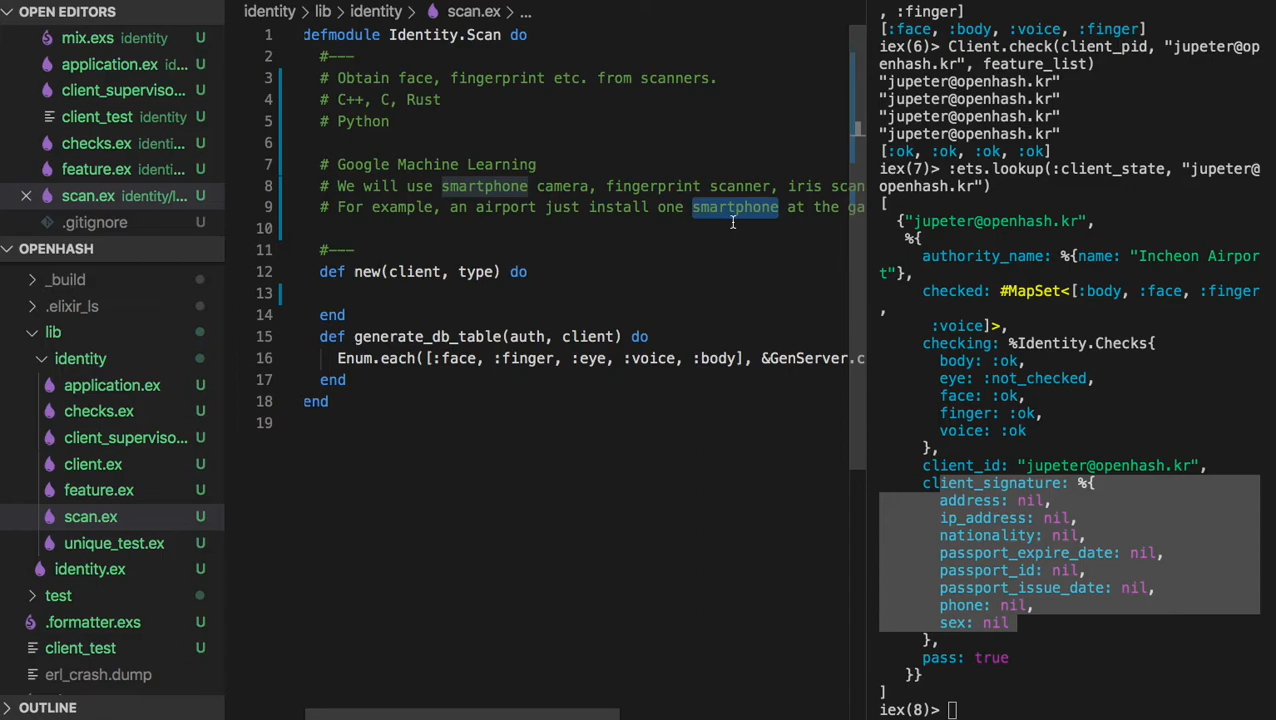 OPEN EDITORS
mix.exs identity U
application.ex id... U
client_superviso... U
client_test identity U
checks.ex identi... U
feature.ex identi... U
scan.ex identity/l... U
.gitignore
OPENHASH
_build
.elixir_ls
lib
identity
application.ex U
checks.ex U
client_superviso... U
client.ex U
feature.ex U
scan.ex U
unique_test.ex U
identity.ex U
test
.formatter.exs U
client_test U
erl_crash.dump
OUTLINE
identity > lib > identity > scan.ex > ...
1 defmodule Identity.Scan do
2 #---
3 # Obtain face, fingerprint etc. from scanners.
4 # C++, C, Rust
5 # Python
6
7 # Google Machine Learning
8 # We will use smartphone camera, fingerprint scanner, iris scan
9 # For example, an airport just install one smartphone at the ga
10
11 #---
12 def new(client, type) do
13
14 end
15 def generate_db_table(auth, client) do
16 Enum.each([:face, :finger, :eye, :voice, :body], &GenServer.c
17 end
18 end
19
, :finger]
[:face, :body, :voice, :finger]
iex(6)> Client.check(client_pid, "jupeter@op
enhash.kr", feature_list)
"jupeter@openhash.kr"
"jupeter@openhash.kr"
"jupeter@openhash.kr"
"jupeter@openhash.kr"
[:ok, :ok, :ok, :ok]
iex(7)> :ets.lookup(:client_state, "jupeter@
openhash.kr")
[
{"jupeter@openhash.kr",
%{
authority_name: %{name: "Incheon Airpor
t"},
checked: #MapSet<[:body, :face, :finger
,
:voice]>,
checking: %Identity.Checks{
body: :ok,
eye: :not_checked,
face: :ok,
finger: :ok,
voice: :ok
},
client_id: "jupeter@openhash.kr",
client_signature: %{
address: nil,
ip_address: nil,
nationality: nil,
passport_expire_date: nil,
passport_id: nil,
passport_issue_date: nil,
phone: nil,
sex: nil
},
pass: true
}}
]
iex(8)>